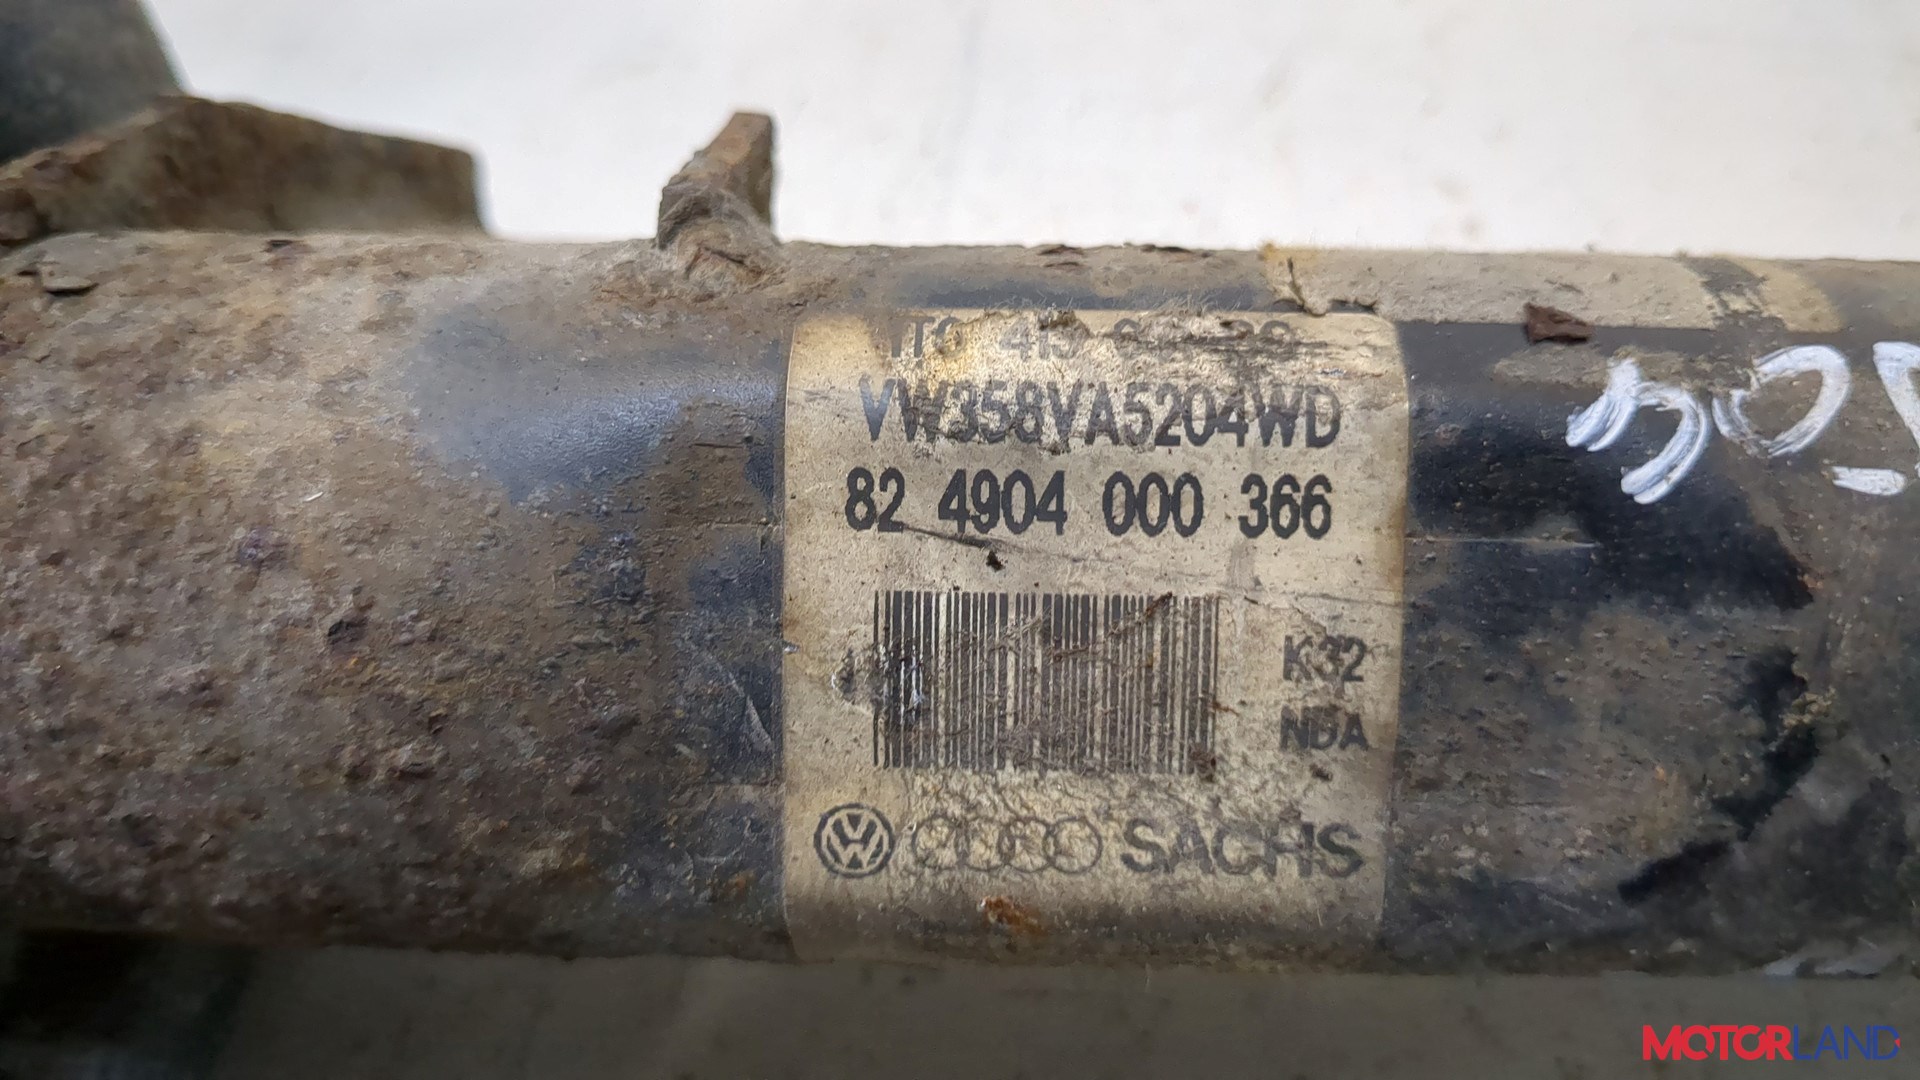 VW358VA5204WD
82 4904 000 366
K32
NDA
SACHS
MOTORLAND